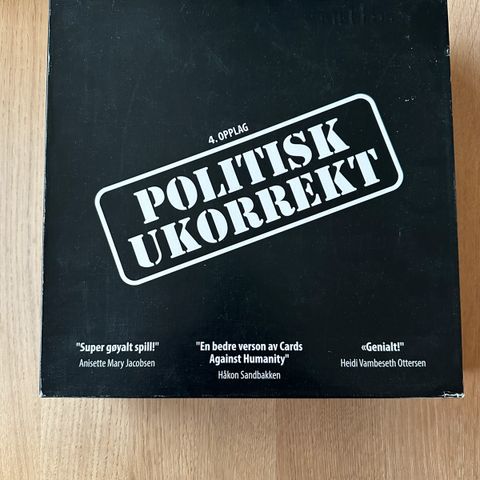 4. OPPLAG
POLITISK
UKORREKT
"Super gøyalt spill!"
Anisette Mary Jacobsen
"En bedre verson av Cards
Against Humanity"
Håkon Sandbakken
«Genialt!"
Heidi Vambeseth Ottersen